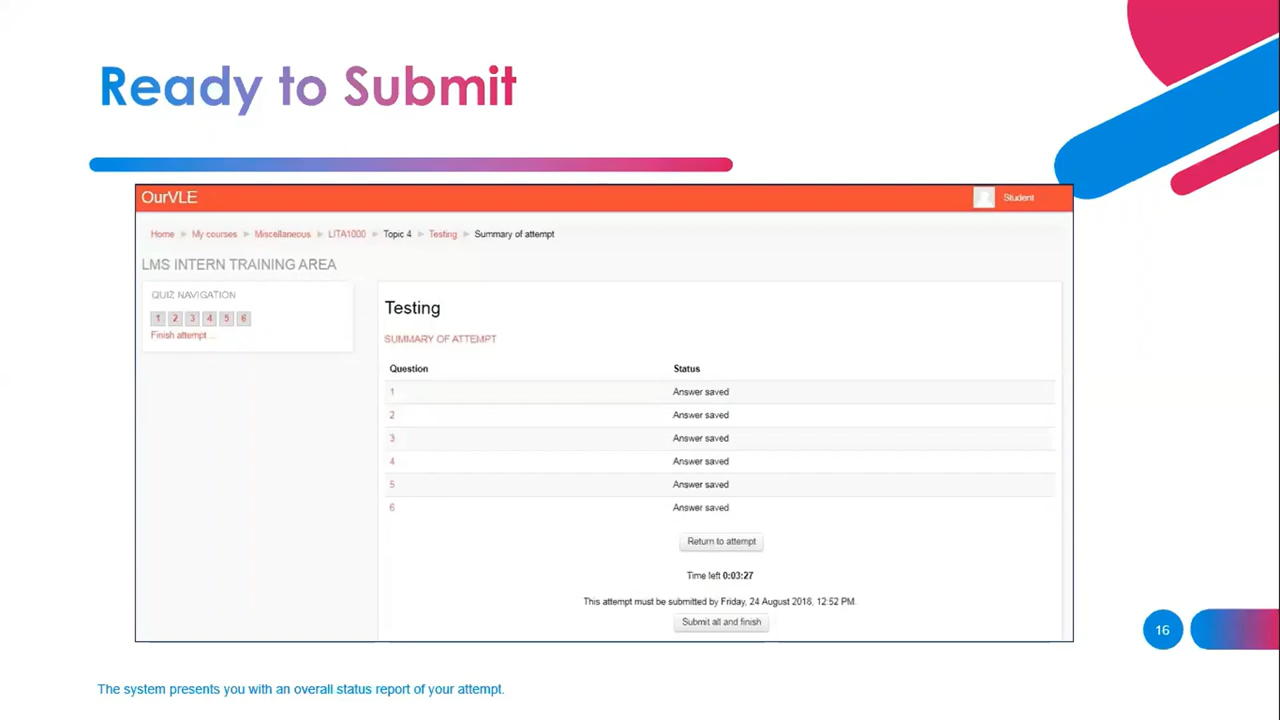 Ready to Submit
OurVLE
Student
Home ► My courses ► Miscellaneous ► LITA1000 ► Topic 4 ► Testing ► Summary of attempt
LMS INTERN TRAINING AREA
QUIZ NAVIGATION
1 2 3 4 5 6
Finish attempt ...
Testing
SUMMARY OF ATTEMPT
Question Status
1 Answer saved
2 Answer saved
3 Answer saved
4 Answer saved
5 Answer saved
6 Answer saved
Return to attempt
Time left 0:03:27
This attempt must be submitted by Friday, 24 August 2018, 12:52 PM.
Submit all and finish
16
The system presents you with an overall status report of your attempt.